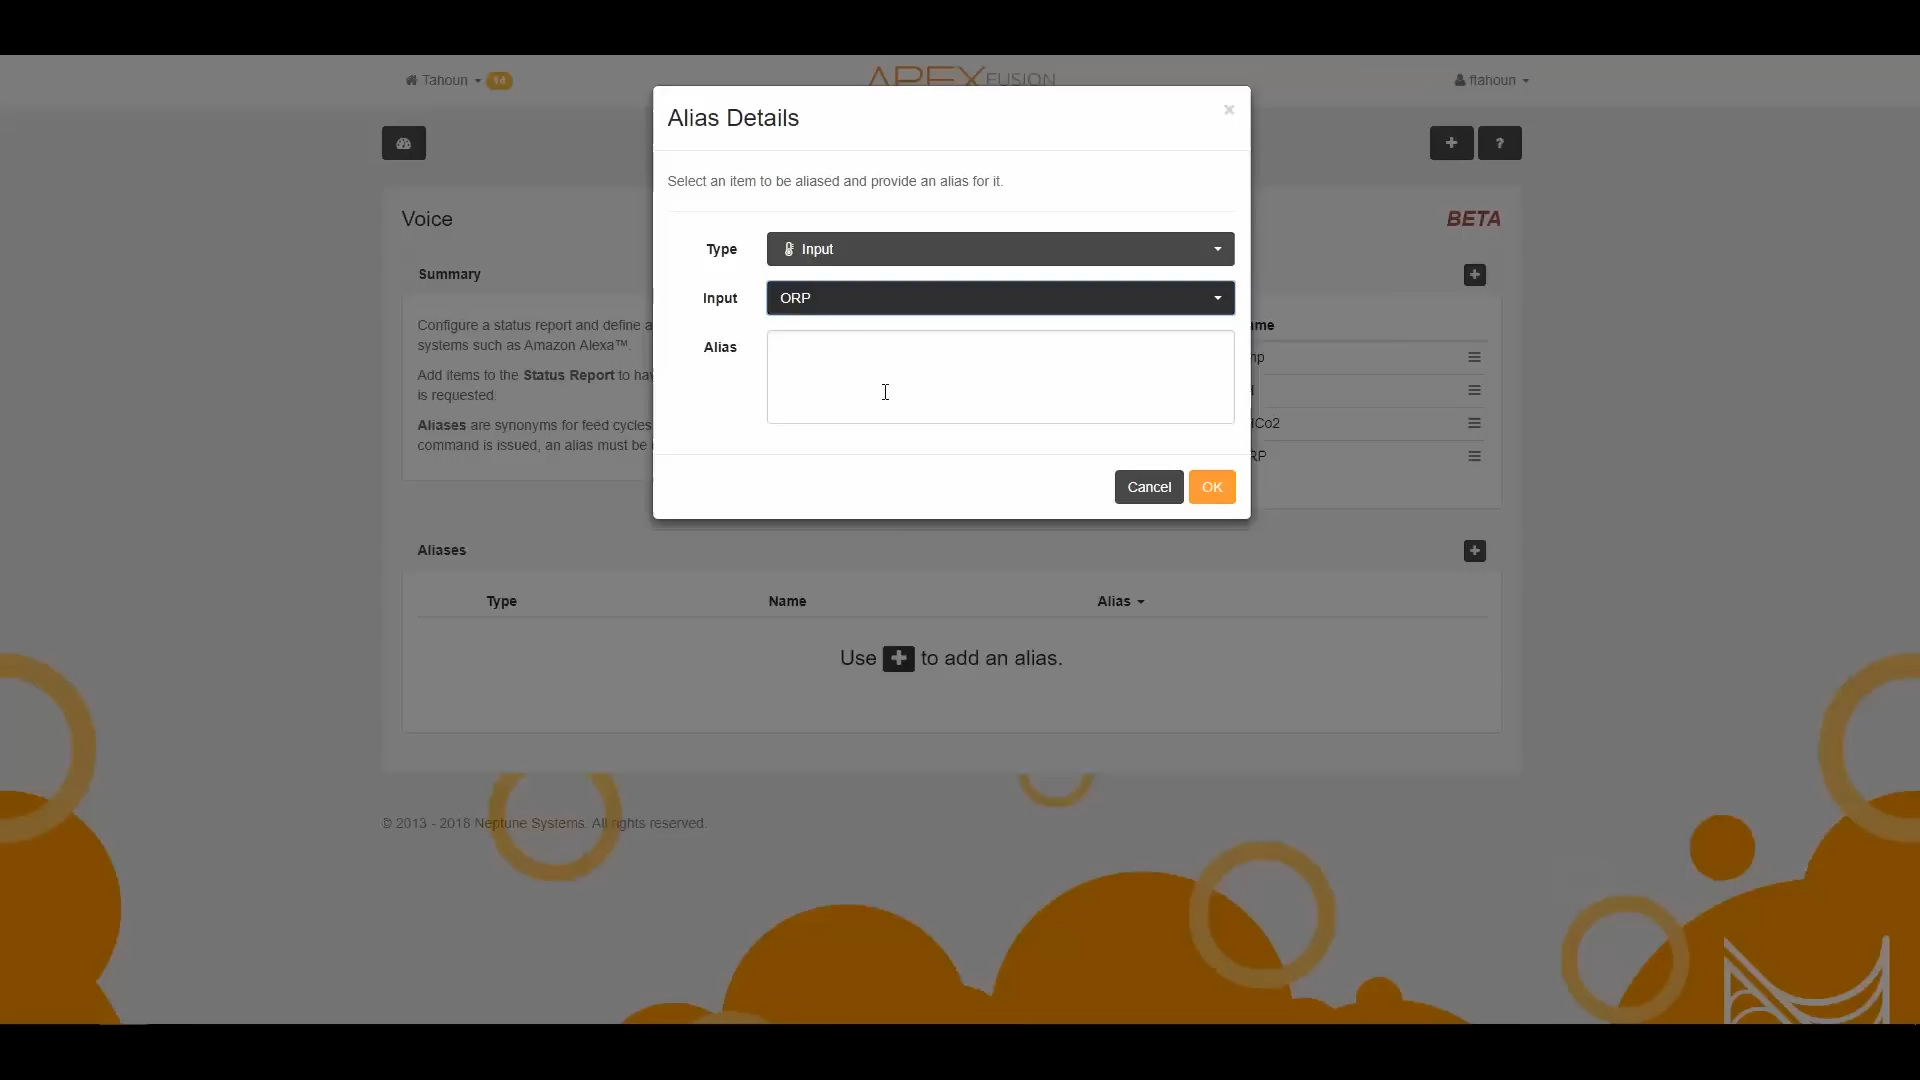 Tahoun
APEX FUSION
ftahoun
Alias Details
×
Select an item to be aliased and provide an alias for it.
Voice
BETA
Type
Input
Summary
Input
ORP
Configure a status report and define a
systems such as Amazon Alexa™.
Alias
Add items to the Status Report to hav
is requested.
Aliases are synonyms for feed cycles
Co2
command is issued, an alias must be
RP
Cancel
OK
Aliases
Type
Name
Alias
Use + to add an alias.
© 2013 - 2018 Neptune Systems. All rights reserved.